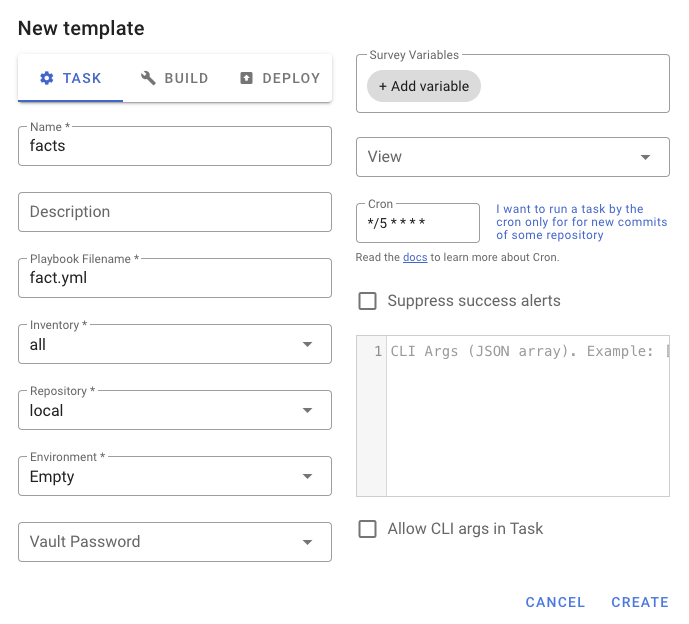 New template
TASK
BUILD
DEPLOY
Name *
facts
Description
Playbook Filename *
fact.yml
Inventory *
all
Repository *
local
Environment *
Empty
Vault Password
Survey Variables
+ Add variable
View
Cron
*/5 * * * *
I want to run a task by the
cron only for for new commits
of some repository
Read the docs to learn more about Cron.
Suppress success alerts
1
CLI Args (JSON array). Example: [
Allow CLI args in Task
CANCEL
CREATE